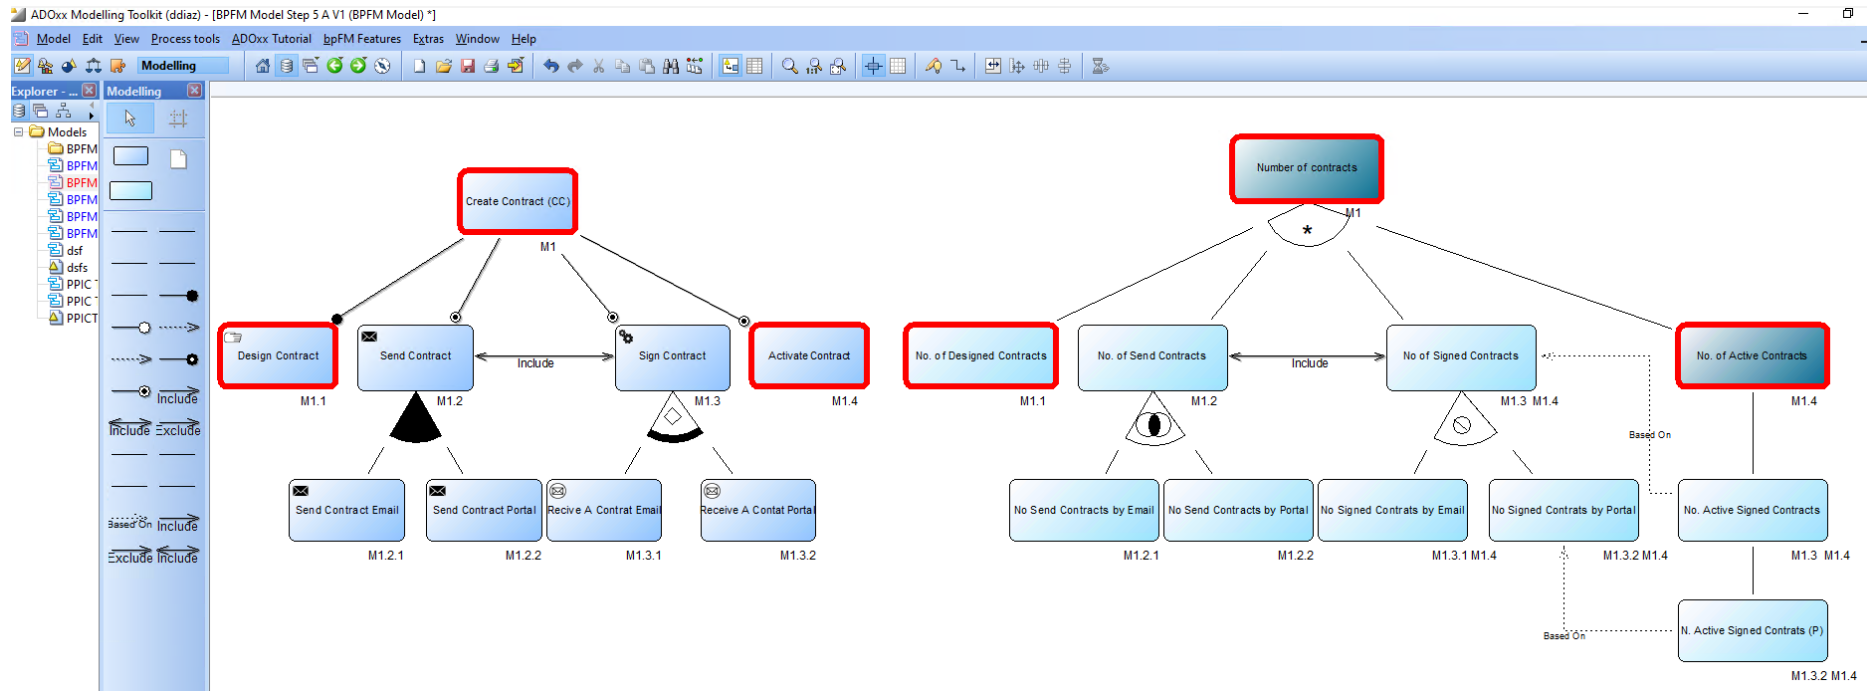 ADOxx Modelling Toolkit (ddiaz) - [BPFM Model Step 5 A V1 (BPFM Model) *]
Model Edit View Process tools ADOxx Tutorial bpFM Features Extras Window Help
Modelling
Explorer - ...
Modelling
Models
BPFM
BPFM
BPFM
BPFM
BPFM
BPFM
dsf
dsfs
PPIC T
PPIC T
PPICT
Include
Include Exclude
Based On Include
Exclude Include
Create Contract (CC)
M1
Design Contract
M1.1
Send Contract
M1.2
Include
Sign Contract
M1.3
Activate Contract
M1.4
Send Contract Email
M1.2.1
Send Contract Portal
M1.2.2
Recive A Contrat Email
M1.3.1
Receive A Contat Portal
M1.3.2
Number of contracts
M1
*
No. of Designed Contracts
M1.1
No. of Send Contracts
M1.2
Include
No of Signed Contracts
M1.3 M1.4
No. of Active Contracts
M1.4
Based On
No Send Contracts by Email
M1.2.1
No Send Contracts by Portal
M1.2.2
No Signed Contrats by Email
M1.3.1 M1.4
No Signed Contrats by Portal
M1.3.2 M1.4
No. Active Signed Contracts
M1.3 M1.4
Based On
N. Active Signed Contrats (P)
M1.3.2 M1.4